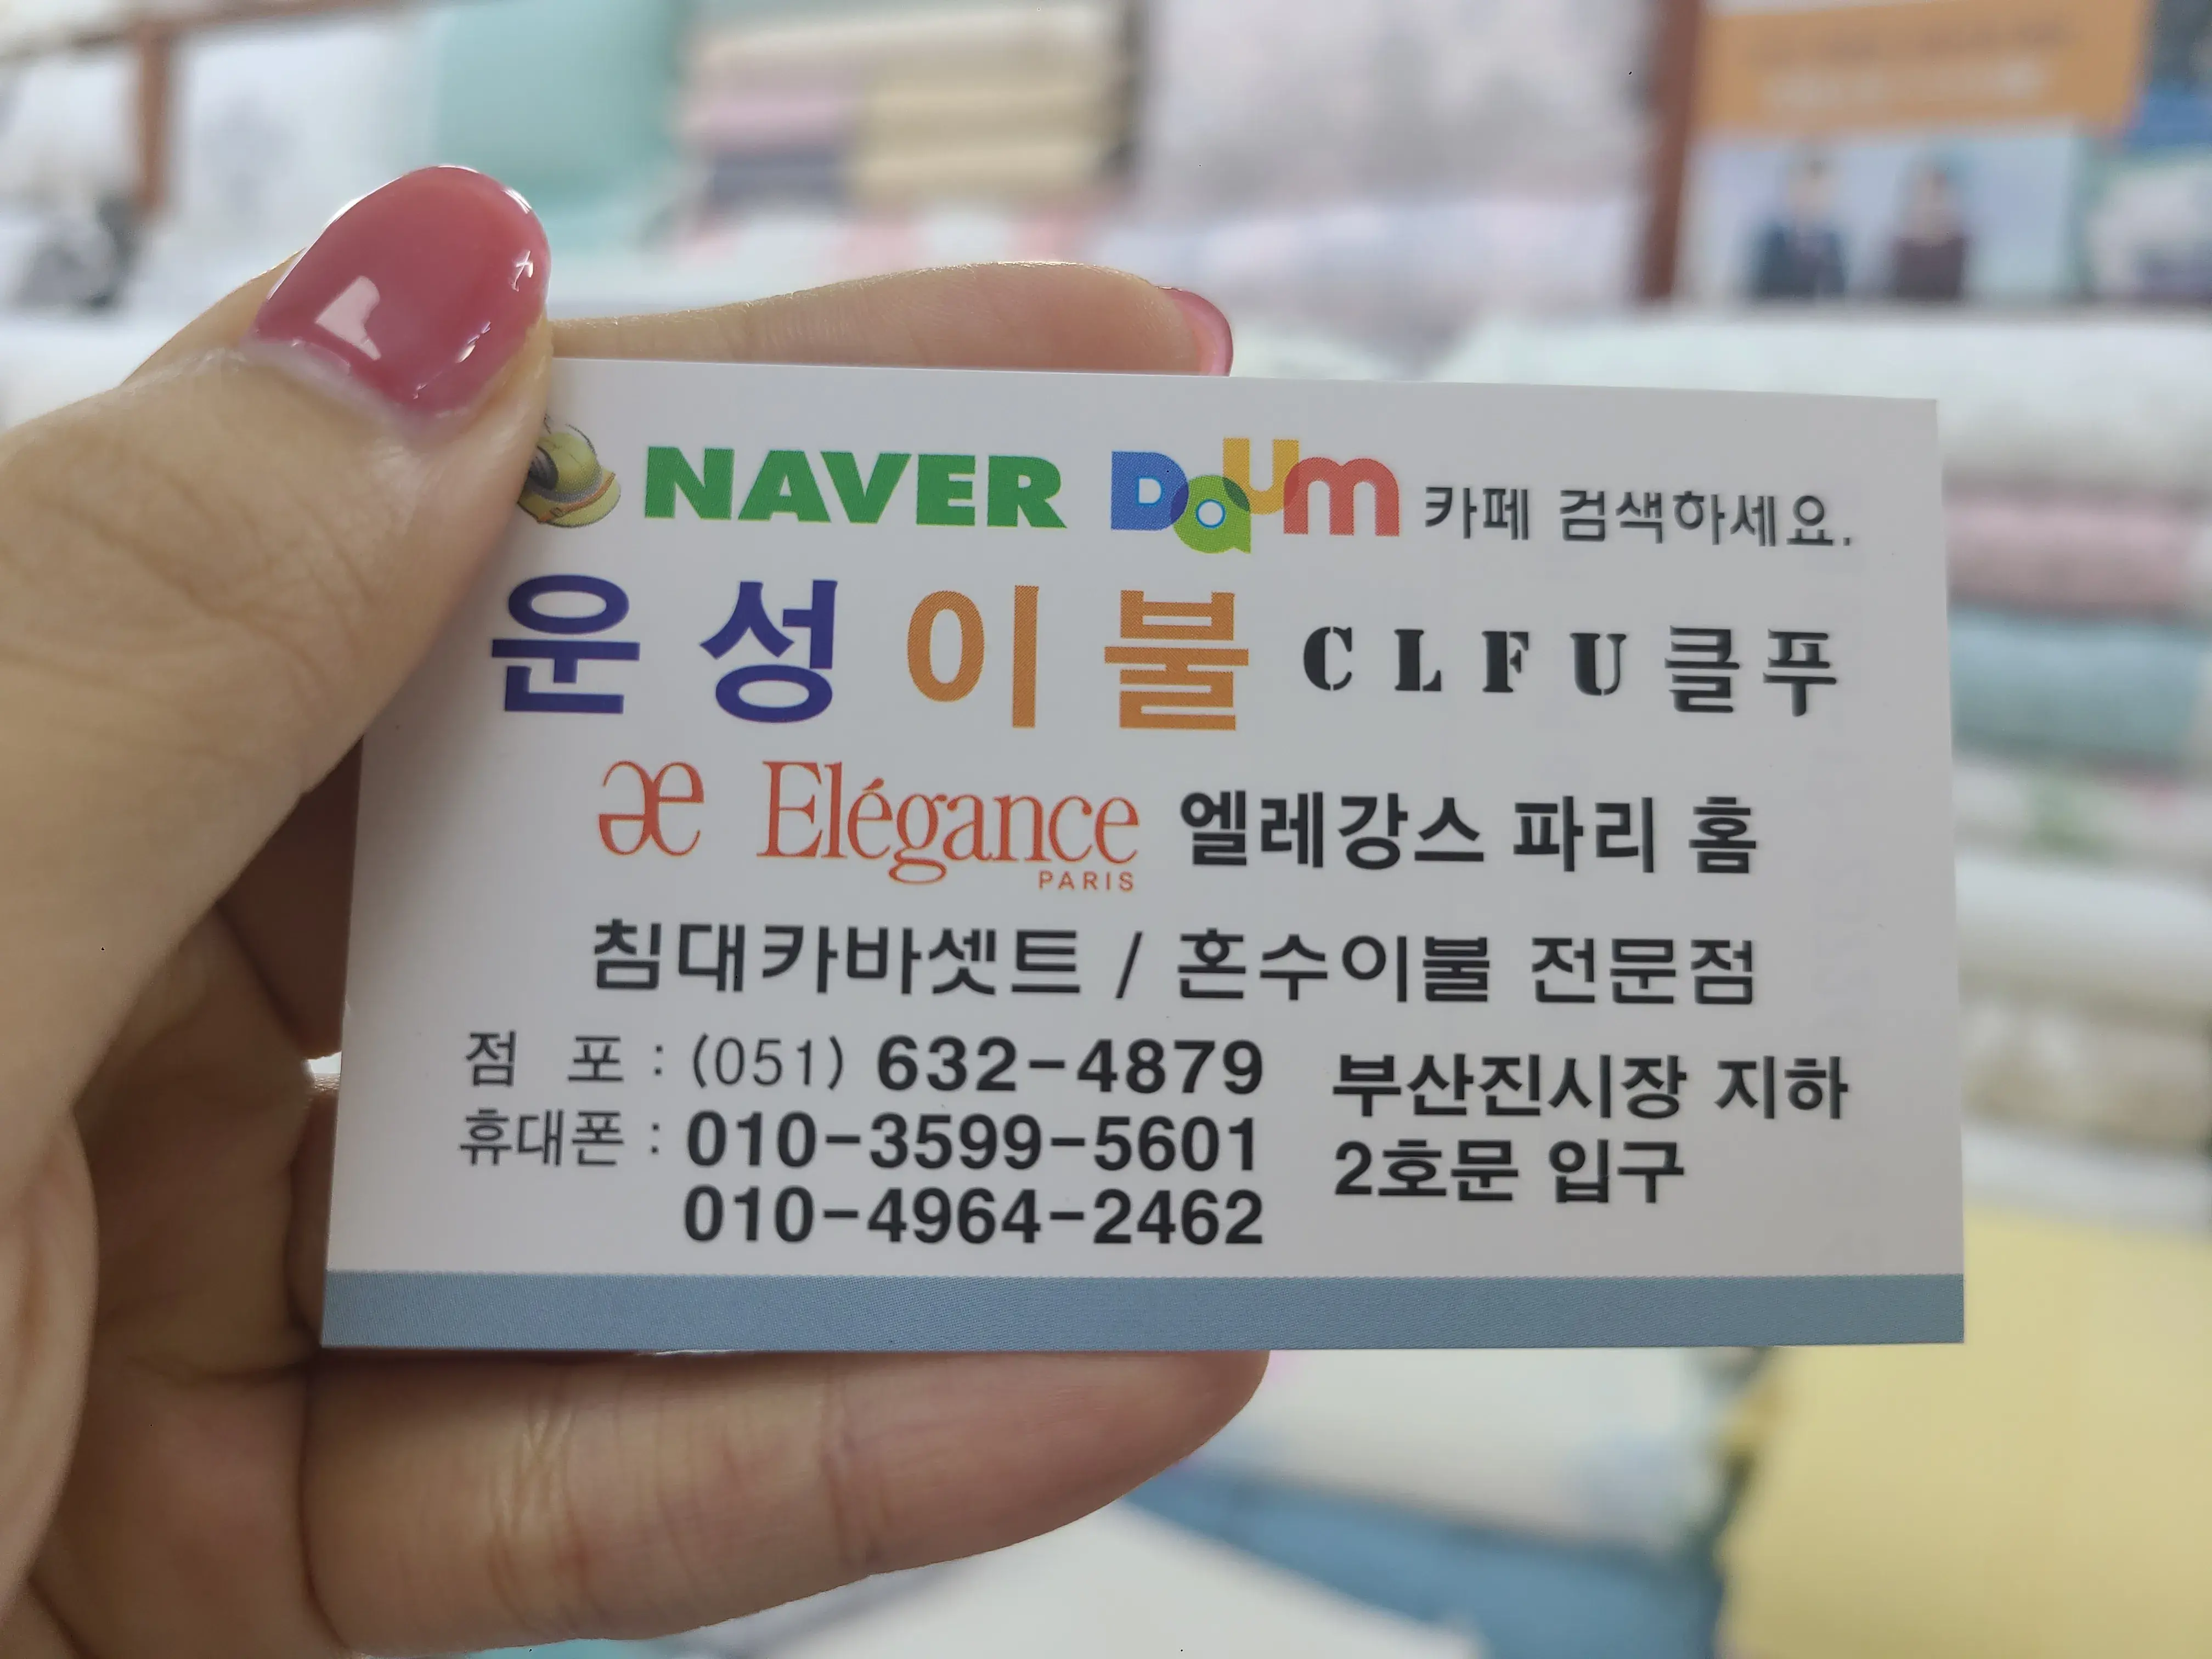 NAVER Daum 카페 검색하세요.
운성이불 CLFU 클푸
æ Elégance PARIS 엘레강스 파리 홈
침대카바셋트 / 혼수이불 전문점
점 포 : (051) 632-4879
휴대폰 : 010-3599-5601
010-4964-2462
부산진시장 지하
2호문 입구